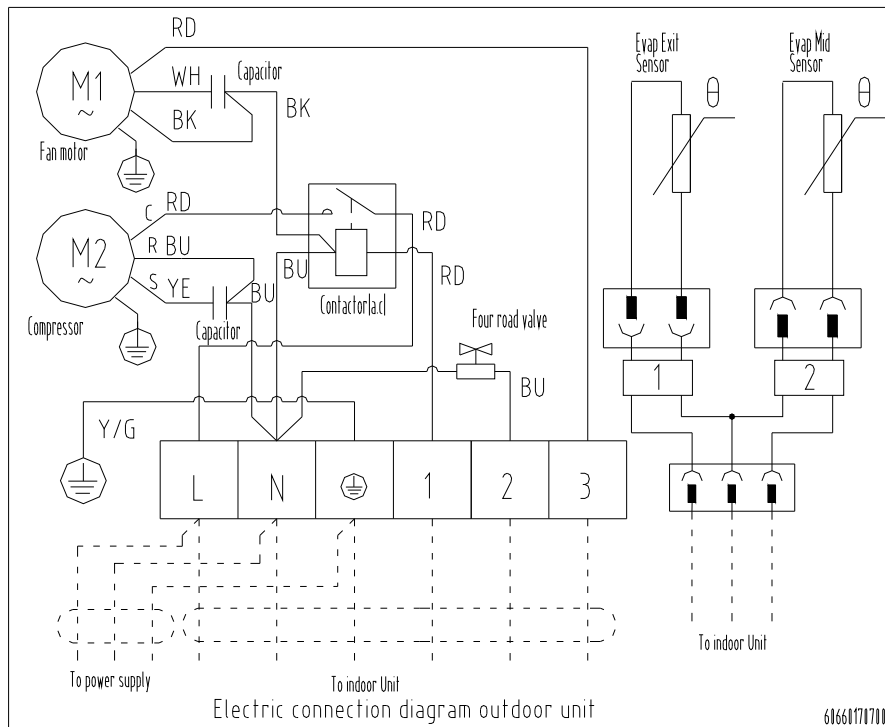 RD
Evap Exit
Sensor
Evap Mid
Sensor
WH
Capacitor
M1
~
BK
BK
θ
θ
Fan motor
C RD
RD
R BU
M2
~
BU
RD
S YE
BU
Contactor(a.c)
Compressor
Capacitor
Four road valve
BU
1
2
Y/G
L
N
1
2
3
To indoor Unit
To power supply
To indoor Unit
Electric connection diagram outdoor unit
60660170700